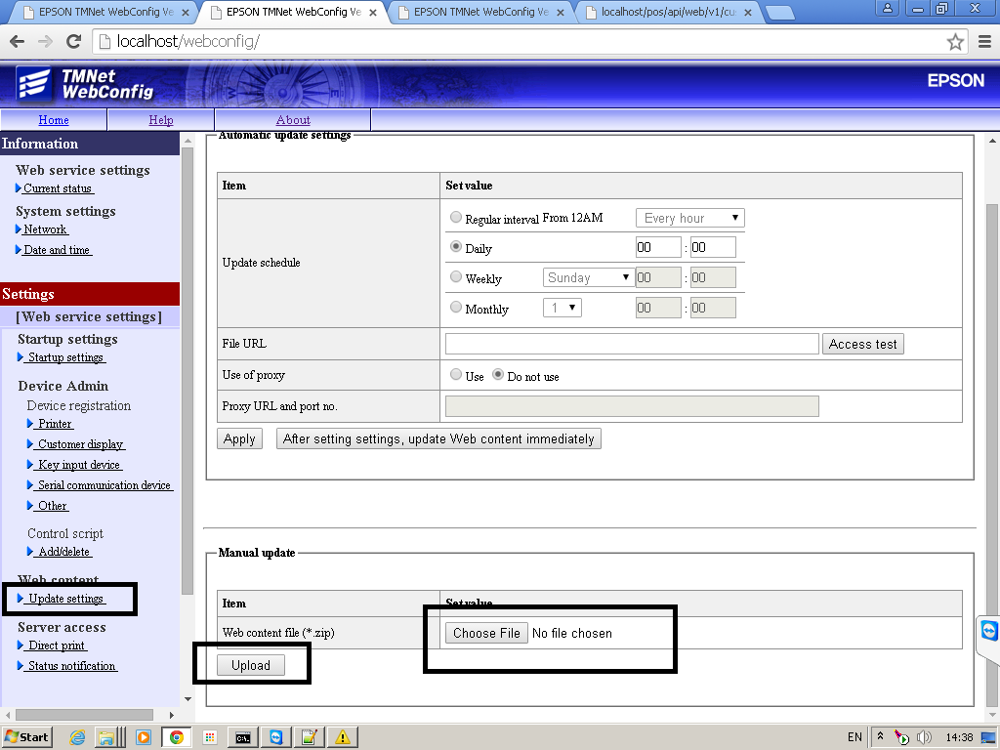 EPSON TMNet WebConfig Ve
EPSON TMNet WebConfig Ve
EPSON TMNet WebConfig Ve
localhost/pos/api/web/v1/cu
localhost/webconfig/
TMNet
WebConfig
EPSON
Home Help About
Information
Web service settings
Current status
System settings
Network
Date and time
Settings
[Web service settings]
Startup settings
Startup settings
Device Admin
Device registration
Printer
Customer display
Key input device
Serial communication device
Other
Control script
Add/delete
Web content
Update settings
Server access
Direct print
Status notification
Automatic update settings
Item Set value
Update schedule
Regular interval From 12AM Every hour
Daily 00 : 00
Weekly Sunday 00 : 00
Monthly 1 00 : 00
File URL Access test
Use of proxy Use Do not use
Proxy URL and port no.
Apply After setting settings, update Web content immediately
Manual update
Item Set value
Web content file (*.zip) Choose File No file chosen
Upload
Start EN 14:38